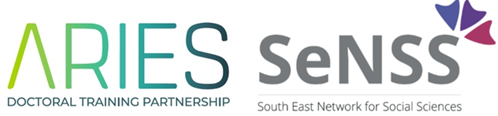 ARIES
DOCTORAL TRAINING PARTNERSHIP
SeNSS
South East Network for Social Sciences